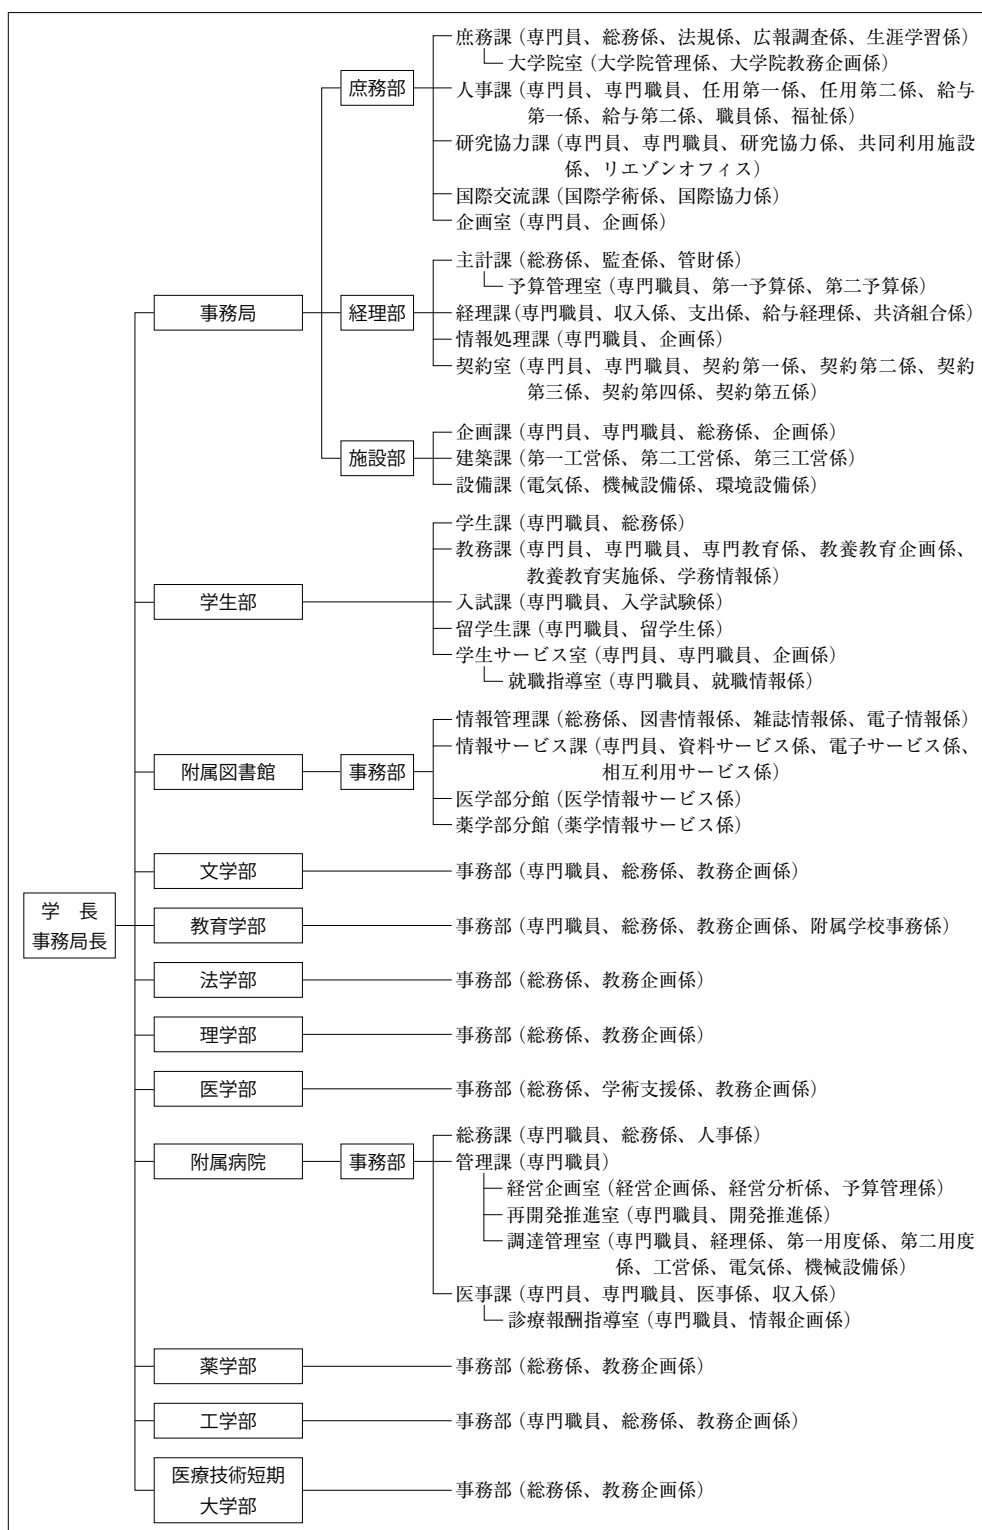 学　長
事務局長
事務局
庶務部
庶務課（専門員、総務係、法規係、広報調査係、生涯学習係）
大学院室（大学院管理係、大学院教務企画係）
人事課（専門員、専門職員、任用第一係、任用第二係、給与
第一係、給与第二係、職員係、福祉係）
研究協力課（専門員、専門職員、研究協力係、共同利用施設
係、リエゾンオフィス）
国際交流課（国際学術係、国際協力係）
企画室（専門員、企画係）
経理部
主計課（総務係、監査係、管財係）
予算管理室（専門職員、第一予算係、第二予算係）
経理課（専門職員、収入係、支出係、給与経理係、共済組合係）
情報処理課（専門職員、企画係）
契約室（専門員、専門職員、契約第一係、契約第二係、契約
第三係、契約第四係、契約第五係）
施設部
企画課（専門員、専門職員、総務係、企画係）
建築課（第一工営係、第二工営係、第三工営係）
設備課（電気係、機械設備係、環境設備係）
学生部
学生課（専門職員、総務係）
教務課（専門員、専門職員、専門教育係、教養教育企画係、
教養教育実施係、学務情報係）
入試課（専門職員、入学試験係）
留学生課（専門職員、留学生係）
学生サービス室（専門員、専門職員、企画係）
就職指導室（専門職員、就職情報係）
附属図書館
事務部
情報管理課（総務係、図書情報係、雑誌情報係、電子情報係）
情報サービス課（専門員、資料サービス係、電子サービス係、
相互利用サービス係）
医学部分館（医学情報サービス係）
薬学部分館（薬学情報サービス係）
文学部
事務部（専門職員、総務係、教務企画係）
教育学部
事務部（専門職員、総務係、教務企画係、附属学校事務係）
法学部
事務部（総務係、教務企画係）
理学部
事務部（総務係、教務企画係）
医学部
事務部（総務係、学術支援係、教務企画係）
附属病院
事務部
総務課（専門職員、総務係、人事係）
管理課（専門職員）
経営企画室（経営企画係、経営分析係、予算管理係）
再開発推進室（専門職員、開発推進係）
調達管理室（専門職員、経理係、第一用度係、第二用度
係、工営係、電気係、機械設備係）
医事課（専門員、専門職員、医事係、収入係）
診療報酬指導室（専門職員、情報企画係）
薬学部
事務部（総務係、教務企画係）
工学部
事務部（専門職員、総務係、教務企画係）
医療技術短期
大学部
事務部（総務係、教務企画係）